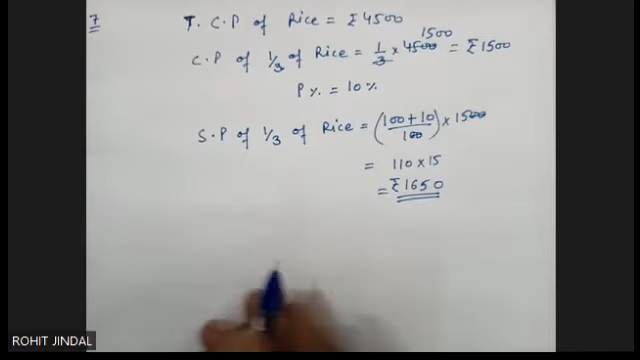 7 T. C.P of Rice = ₹ 4500
C.P of 1/3 of Rice = 1/3 × 4500 1500 = ₹ 1500
P % = 10 %
S.P of 1/3 of Rice = (100 + 10 / 100) × 1500
= 110 × 15
= ₹ 1650
ROHIT JINDAL